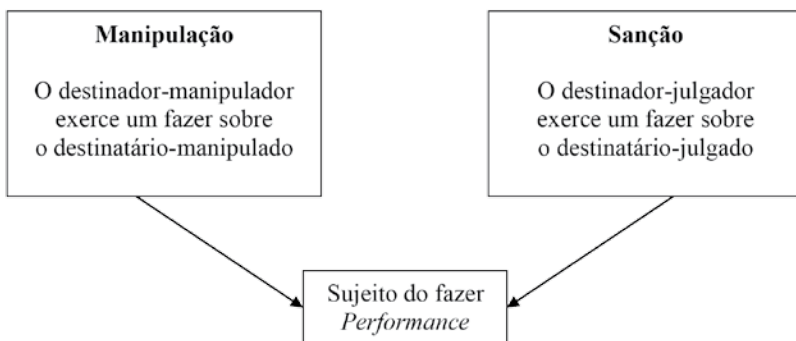 Manipulação
O destinador-manipulador
exerce um fazer sobre
o destinatário-manipulado
Sanção
O destinador-julgador
exerce um fazer sobre
o destinatário-julgado
Sujeito do fazer
Performance